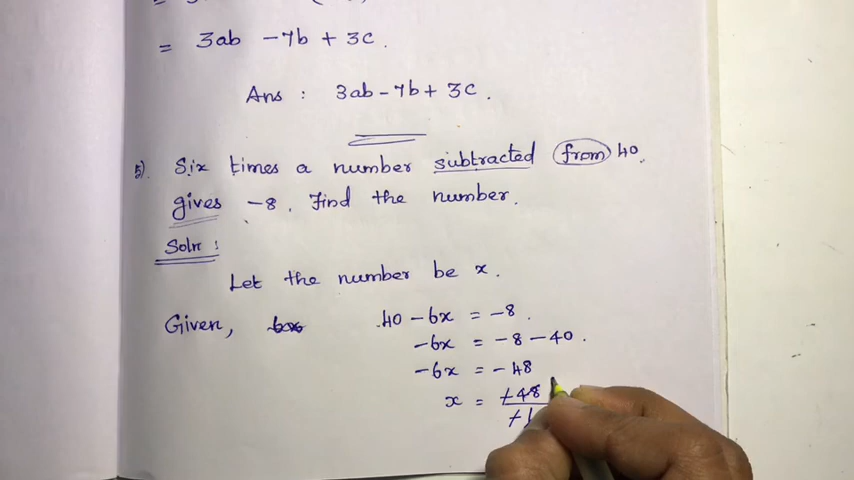 = 3ab - 7b + 3c.
Ans : 3ab - 7b + 3c.
5). Six times a number subtracted from 40.
gives -8. Find the number.
Soln :
Let the number be x.
Given, 6x 40 - 6x = -8.
-6x = -8 - 40.
-6x = -48
x = -48